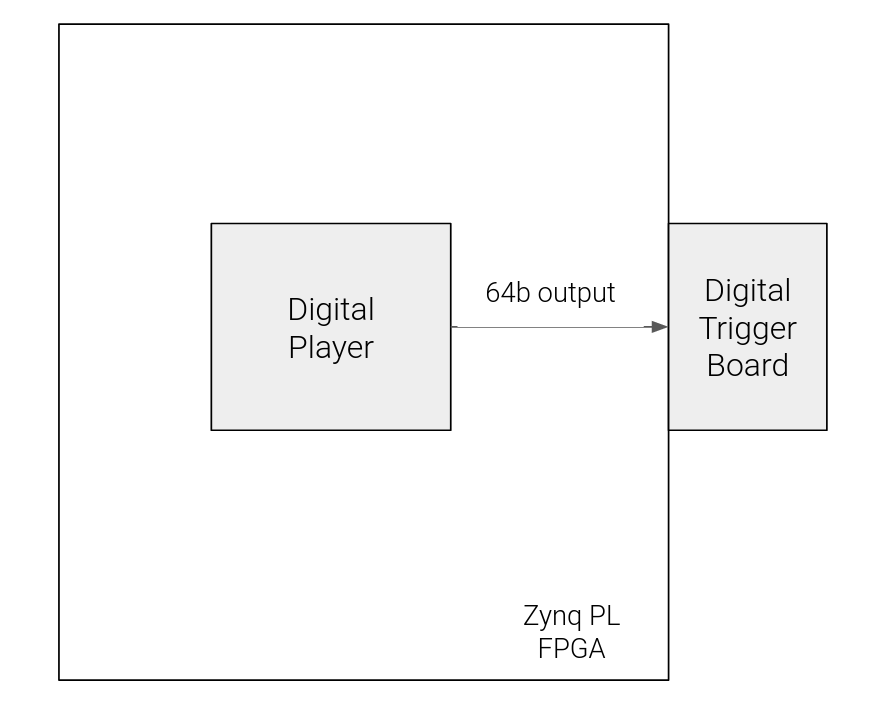 Digital
Player
64b output
Digital
Trigger
Board
Zynq PL
FPGA